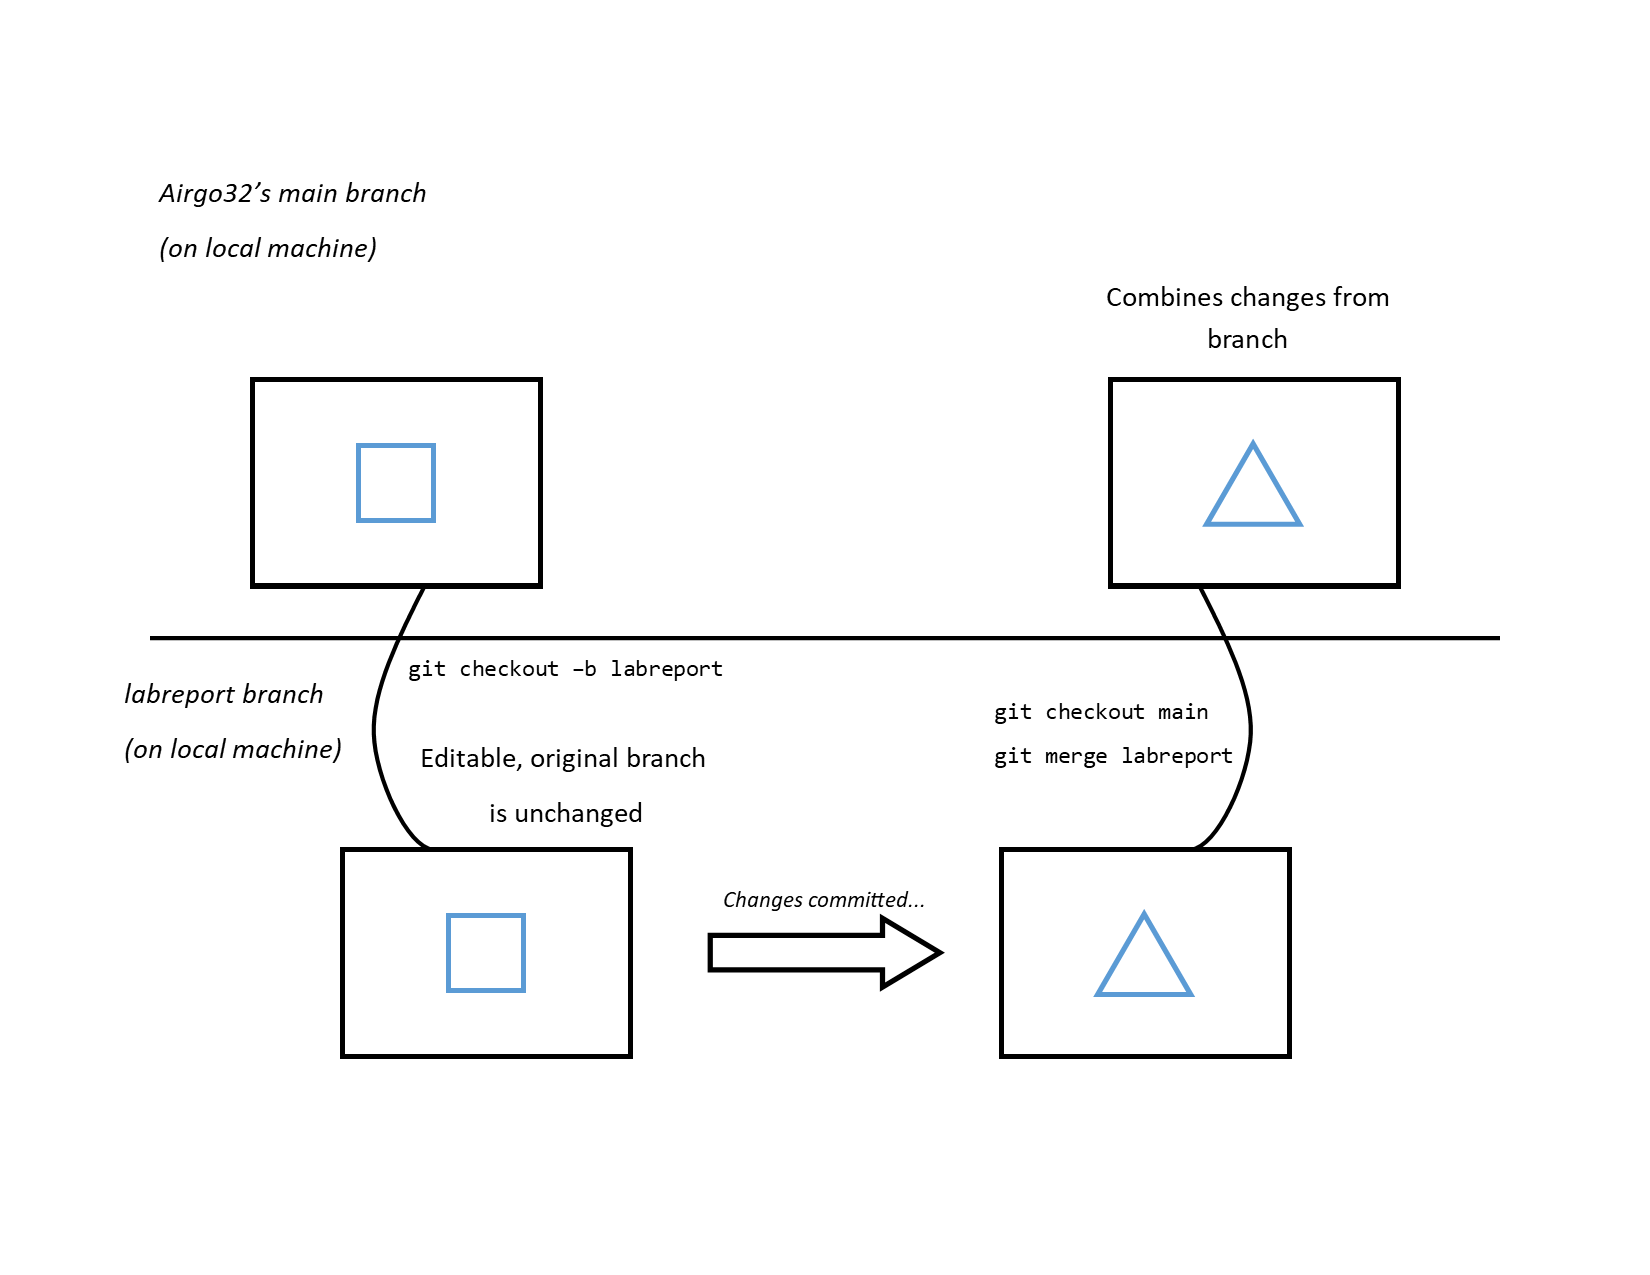 Airgo32’s main branch
(on local machine)
Combines changes from
branch
git checkout –b labreport
labreport branch
(on local machine)
git checkout main
git merge labreport
Editable, original branch
is unchanged
Changes committed...